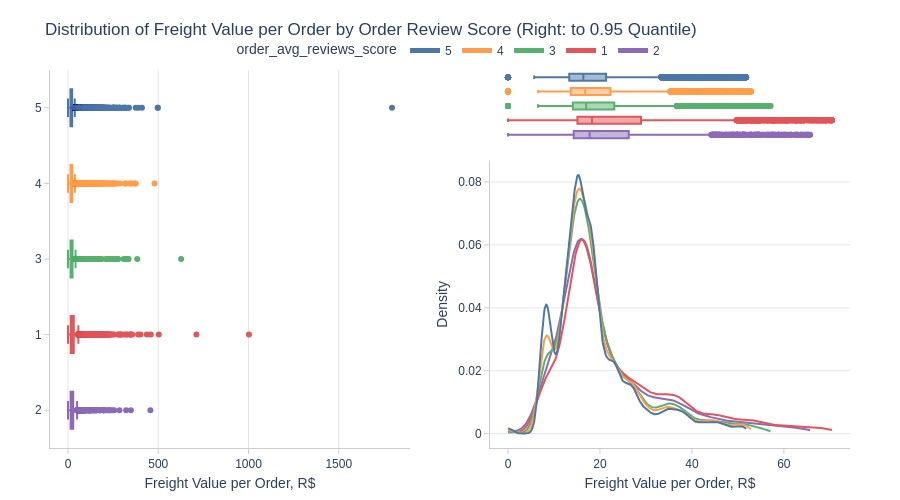 Distribution of Freight Value per Order by Order Review Score (Right: to 0.95 Quantile)
order_avg_reviews_score 5 4 3 1 2
5
4
3
1
2
0 500 1000 1500
Freight Value per Order, R$
0.08
0.06
0.04
0.02
0
Density
0 20 40 60
Freight Value per Order, R$